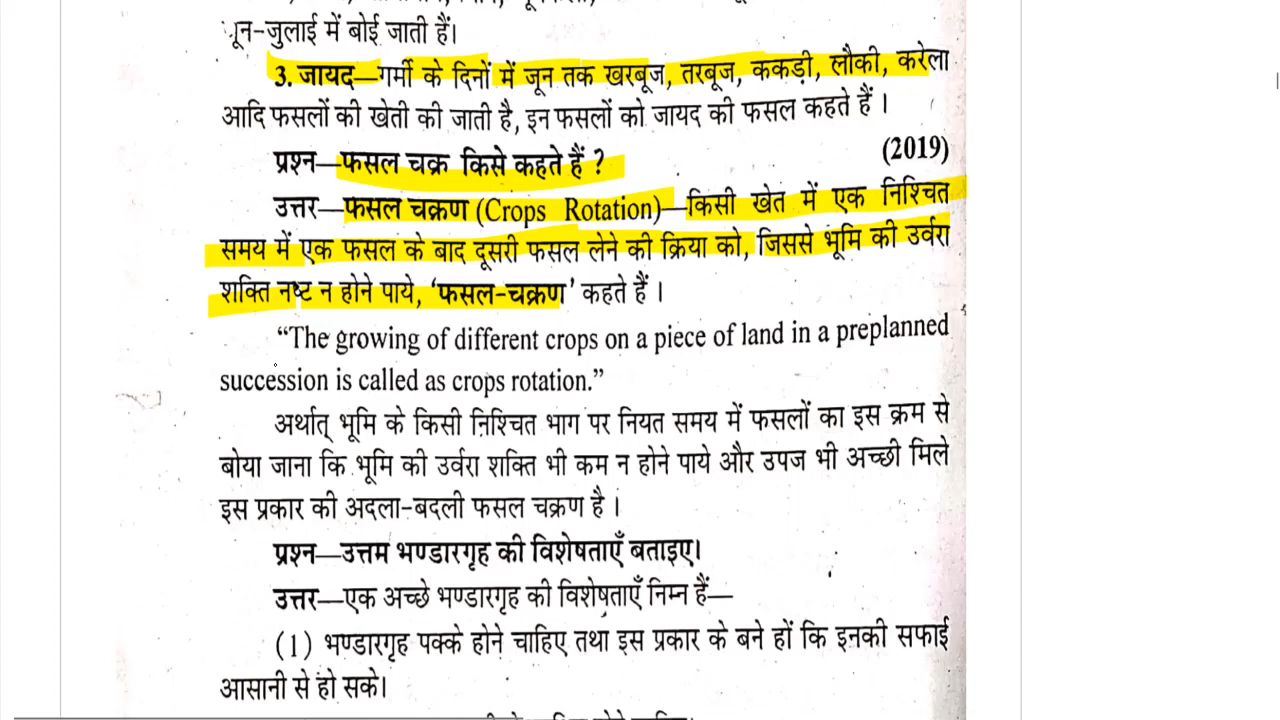 जून-जुलाई में बोई जाती हैं।
3. जायद—गर्मी के दिनों में जून तक खरबूज, तरबूज, ककड़ी, लौकी, करेला
आदि फसलों की खेती की जाती है, इन फसलों को जायद की फसल कहते हैं ।
प्रश्न—फसल चक्र किसे कहते हैं ? (2019)
उत्तर—फसल चक्रण (Crops Rotation)—किसी खेत में एक निश्चित
समय में एक फसल के बाद दूसरी फसल लेने की क्रिया को, जिससे भूमि की उर्वरा
शक्ति नष्ट न होने पाये, ‘फसल-चक्रण’ कहते हैं ।
“The growing of different crops on a piece of land in a preplanned
succession is called as crops rotation.”
अर्थात् भूमि के किसी निश्चित भाग पर नियत समय में फसलों का इस क्रम से
बोया जाना कि भूमि की उर्वरा शक्ति भी कम न होने पाये और उपज भी अच्छी मिले
इस प्रकार की अदला-बदली फसल चक्रण है ।
प्रश्न—उत्तम भण्डारगृह की विशेषताएँ बताइए।
उत्तर—एक अच्छे भण्डारगृह की विशेषताएँ निम्न हैं—
(1) भण्डारगृह पक्के होने चाहिए तथा इस प्रकार के बने हों कि इनकी सफाई
आसानी से हो सके।